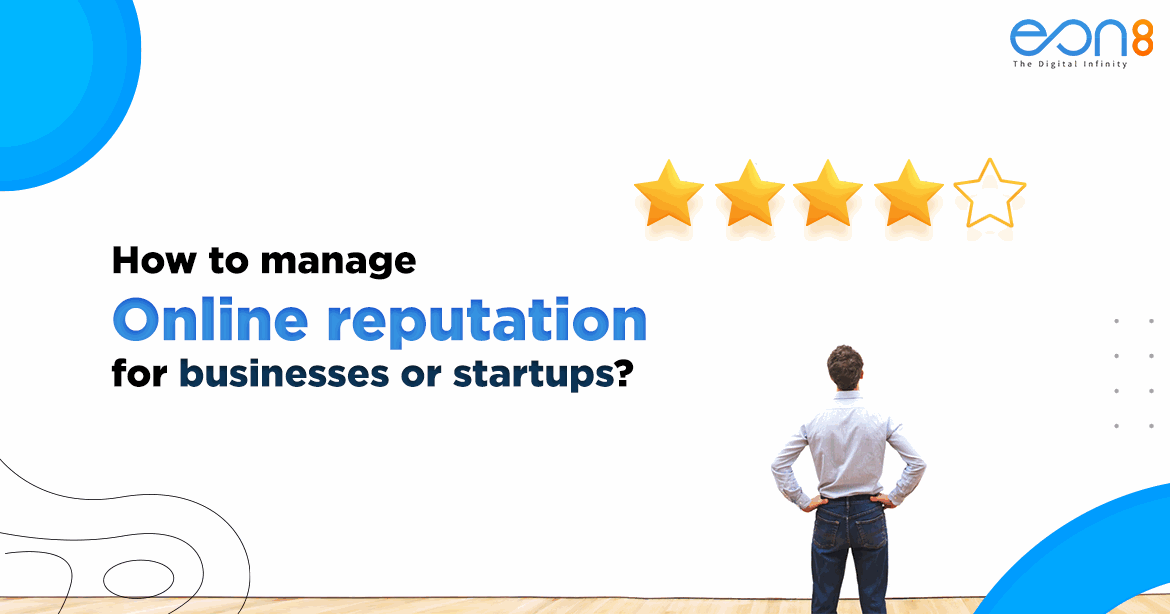 eon8
The Digital Infinity
How to manage
Online reputation
for businesses or startups?